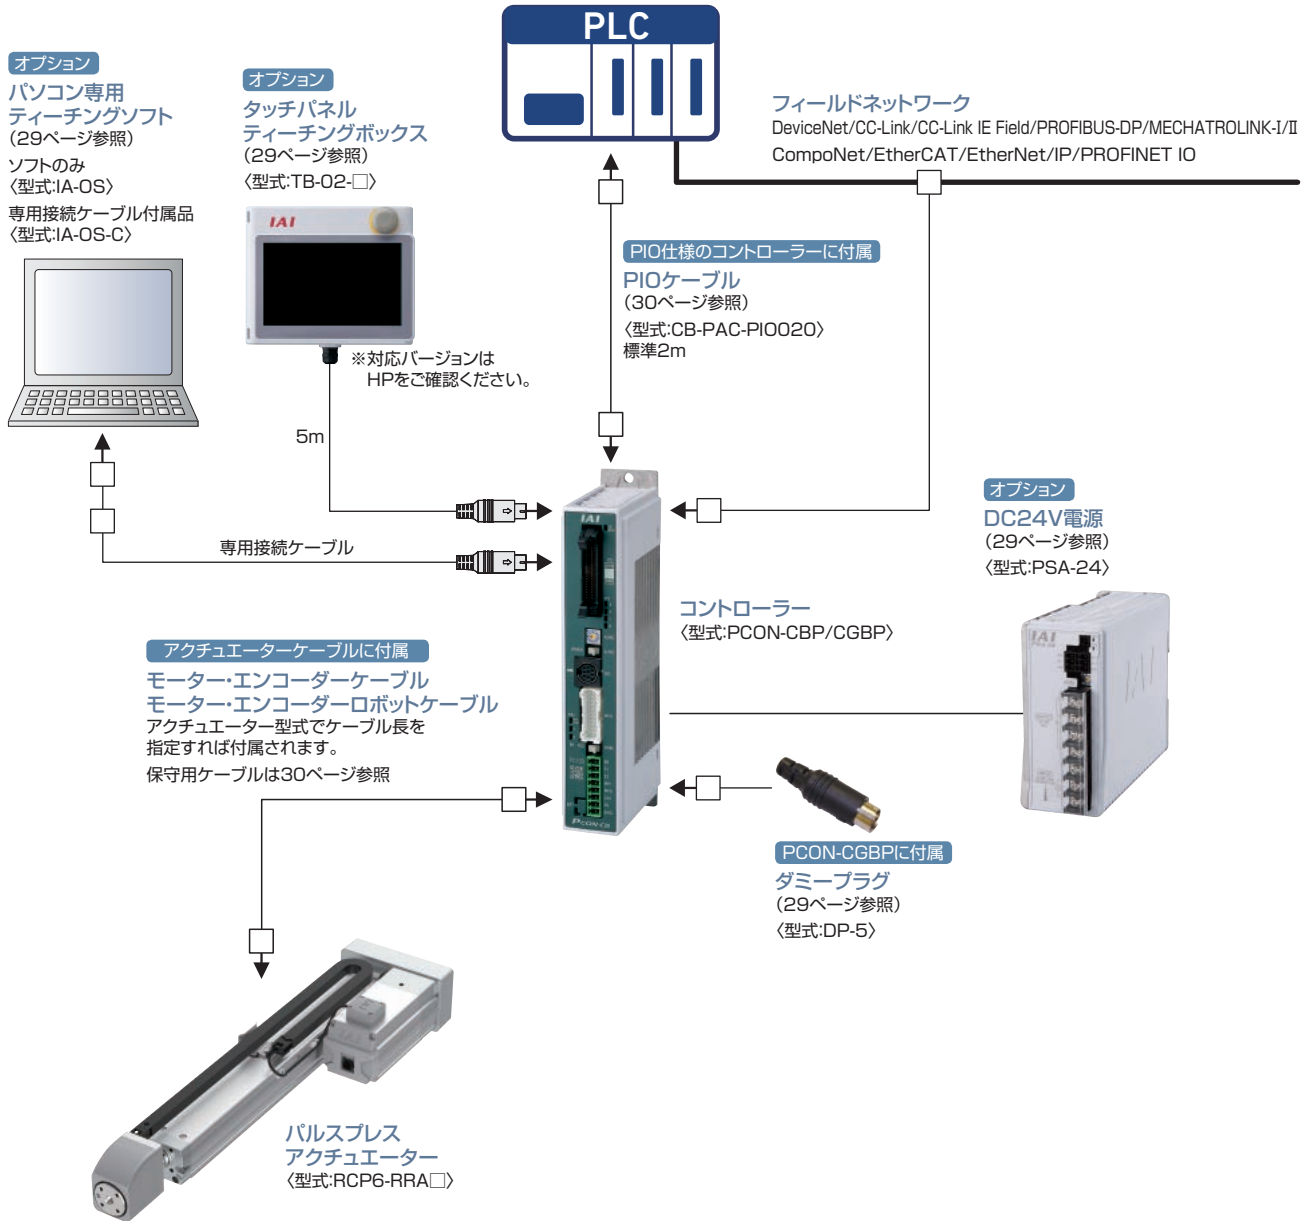 PLC
オプション
パソコン専用
ティーチングソフト
(29ページ参照)
ソフトのみ
〈型式:IA-OS〉
専用接続ケーブル付属品
〈型式:IA-OS-C〉
オプション
タッチパネル
ティーチングボックス
(29ページ参照)
〈型式:TB-02-□〉
IAI
※対応バージョンは
HPをご確認ください。
5m
専用接続ケーブル
フィールドネットワーク
DeviceNet/CC-Link/CC-Link IE Field/PROFIBUS-DP/MECHATROLINK-I/II
CompoNet/EtherCAT/EtherNet/IP/PROFINET IO
PIO仕様のコントローラーに付属
PIOケーブル
(30ページ参照)
〈型式:CB-PAC-PIO020〉
標準2m
IAI
PCON-CB
コントローラー
〈型式:PCON-CBP/CGBP〉
オプション
DC24V電源
(29ページ参照)
〈型式:PSA-24〉
IAI
IAI
アクチュエーターケーブルに付属
モーター・エンコーダーケーブル
モーター・エンコーダーロボットケーブル
アクチュエーター型式でケーブル長を
指定すれば付属されます。
保守用ケーブルは30ページ参照
PCON-CGBPに付属
ダミープラグ
(29ページ参照)
〈型式:DP-5〉
IAI
パルスプレス
アクチュエーター
〈型式:RCP6-RRA□〉